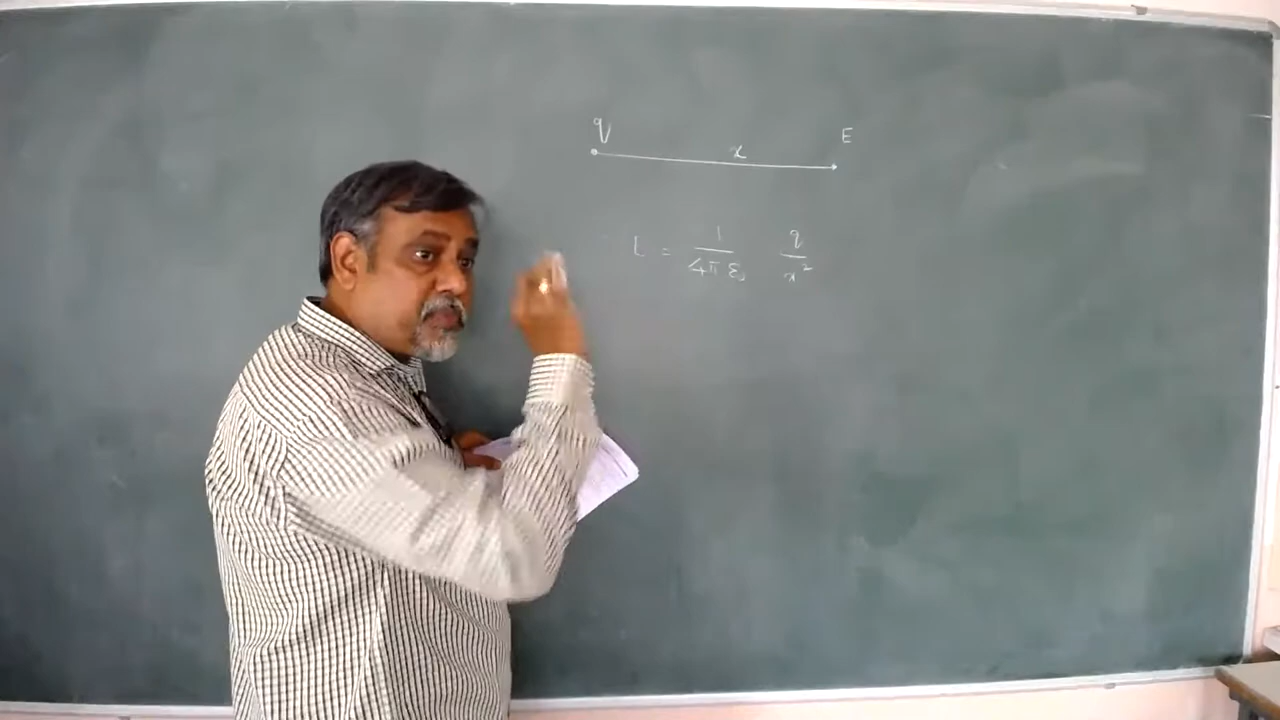 q x E
= 1/4πε₀ q/x²